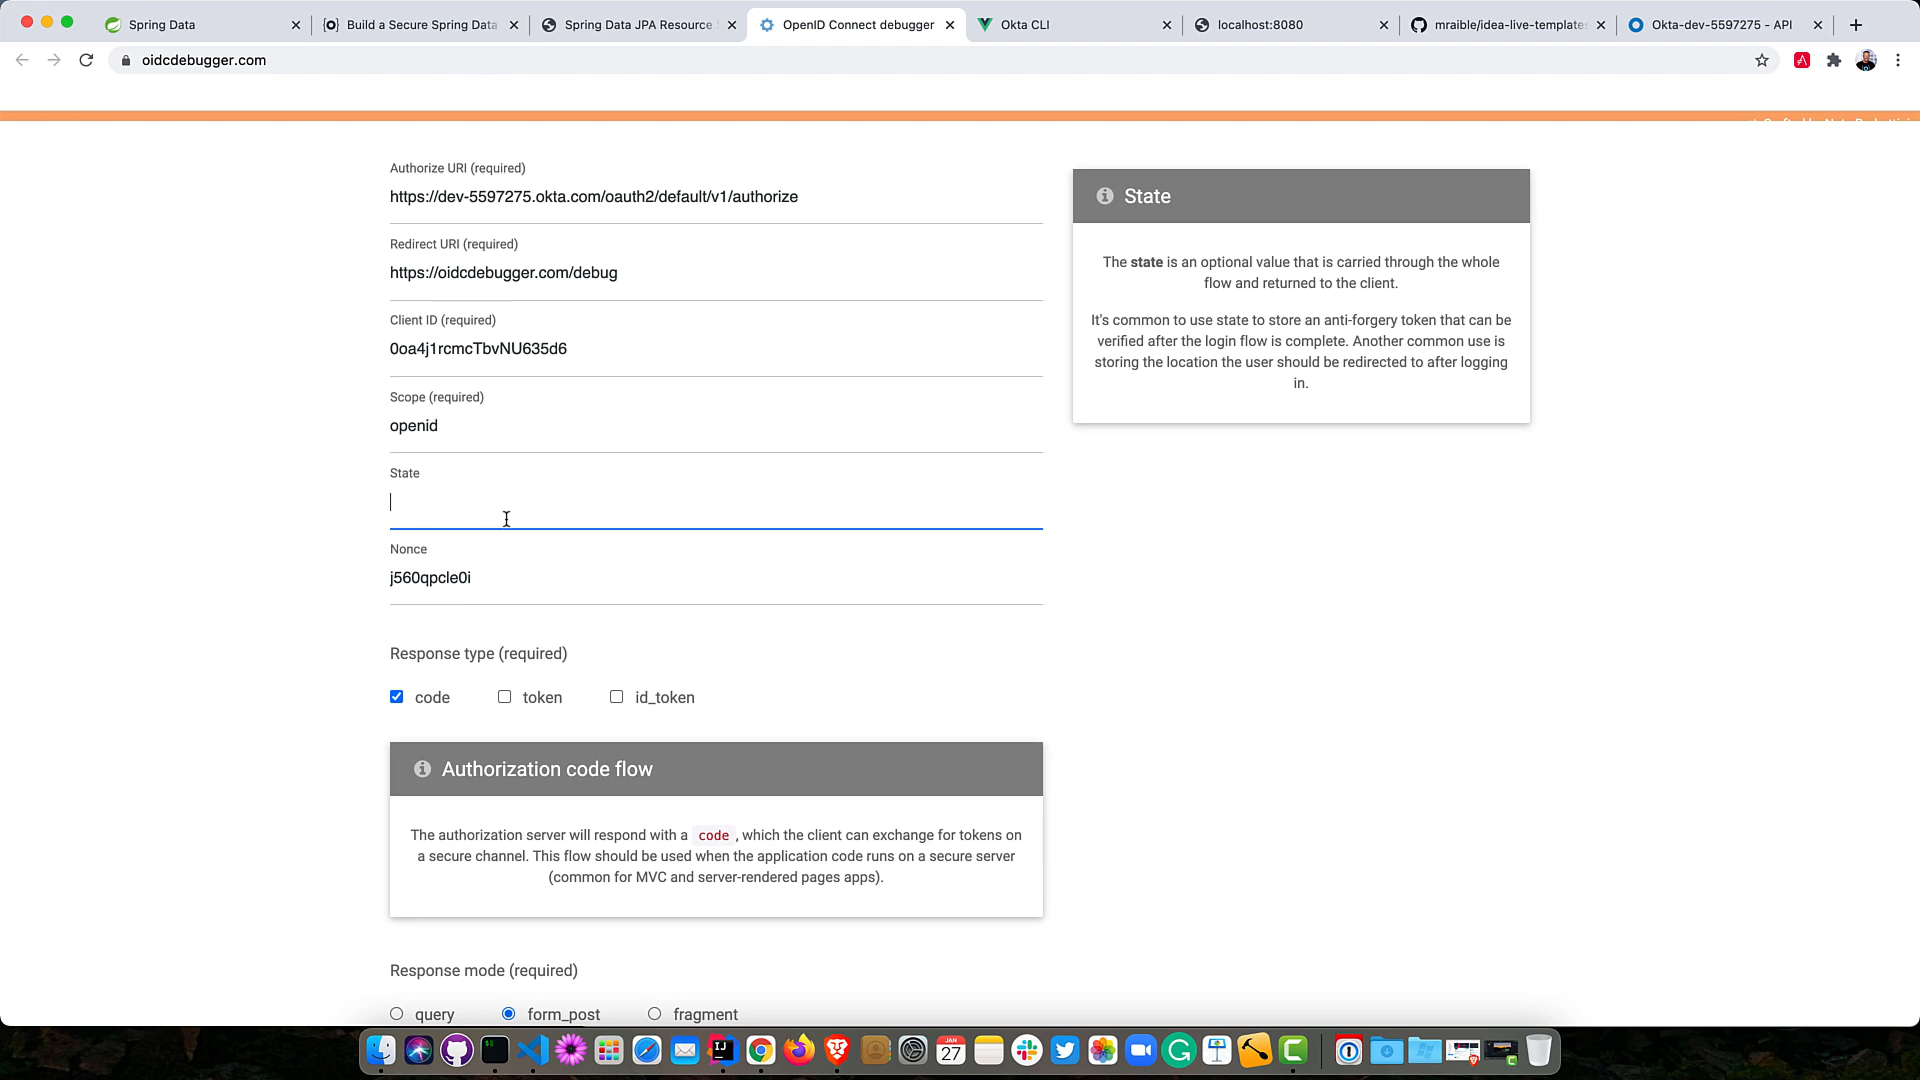 Spring Data
Build a Secure Spring Data
Spring Data JPA Resource S
OpenID Connect debugger
Okta CLI
localhost:8080
mraible/idea-live-templates
Okta-dev-5597275 - API
oidcdebugger.com
Authorize URI (required)
https://dev-5597275.okta.com/oauth2/default/v1/authorize
Redirect URI (required)
https://oidcdebugger.com/debug
Client ID (required)
0oa4j1rcmcTbvNU635d6
Scope (required)
openid
State
Nonce
j560qpcle0i
Response type (required)
code
token
id_token
Authorization code flow
The authorization server will respond with a code , which the client can exchange for tokens on
a secure channel. This flow should be used when the application code runs on a secure server
(common for MVC and server-rendered pages apps).
Response mode (required)
query
form_post
fragment
State
The state is an optional value that is carried through the whole
flow and returned to the client.
It's common to use state to store an anti-forgery token that can be
verified after the login flow is complete. Another common use is
storing the location the user should be redirected to after logging
in.
JAN
27